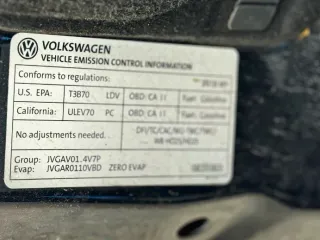 VOLKSWAGEN
VEHICLE EMISSION CONTROL INFORMATION
Conforms to regulations:
U.S. EPA: T3B70 LDV OBD: CA II Fuel: Gasoline
California: ULEV70 PC OBD: CA II Fuel: Gasoline
No adjustments needed.
Group: JVGAV01.4V7P
Evap: JVGAR0110VBD ZERO EVAP